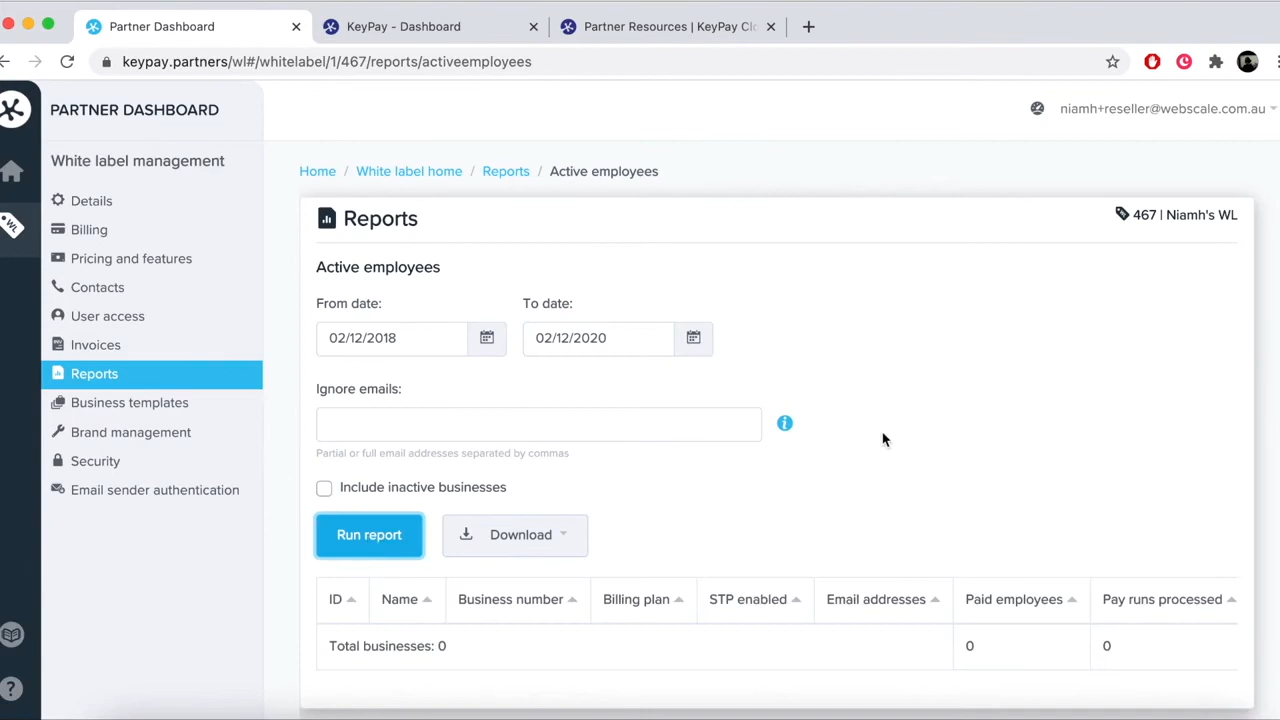 Partner Dashboard
KeyPay - Dashboard
Partner Resources | KeyPay Clo
keypay.partners/wl#/whitelabel/1/467/reports/activeemployees
PARTNER DASHBOARD
niamh+reseller@webscale.com.au
White label management
WL
Details
Billing
Pricing and features
Contacts
User access
Invoices
Reports
Business templates
Brand management
Security
Email sender authentication
Home / White label home / Reports / Active employees
Reports
467 | Niamh's WL
Active employees
From date: To date:
02/12/2018 02/12/2020
Ignore emails:
Partial or full email addresses separated by commas
Include inactive businesses
Run report Download
ID Name Business number Billing plan STP enabled Email addresses Paid employees Pay runs processed
Total businesses: 0 0 0